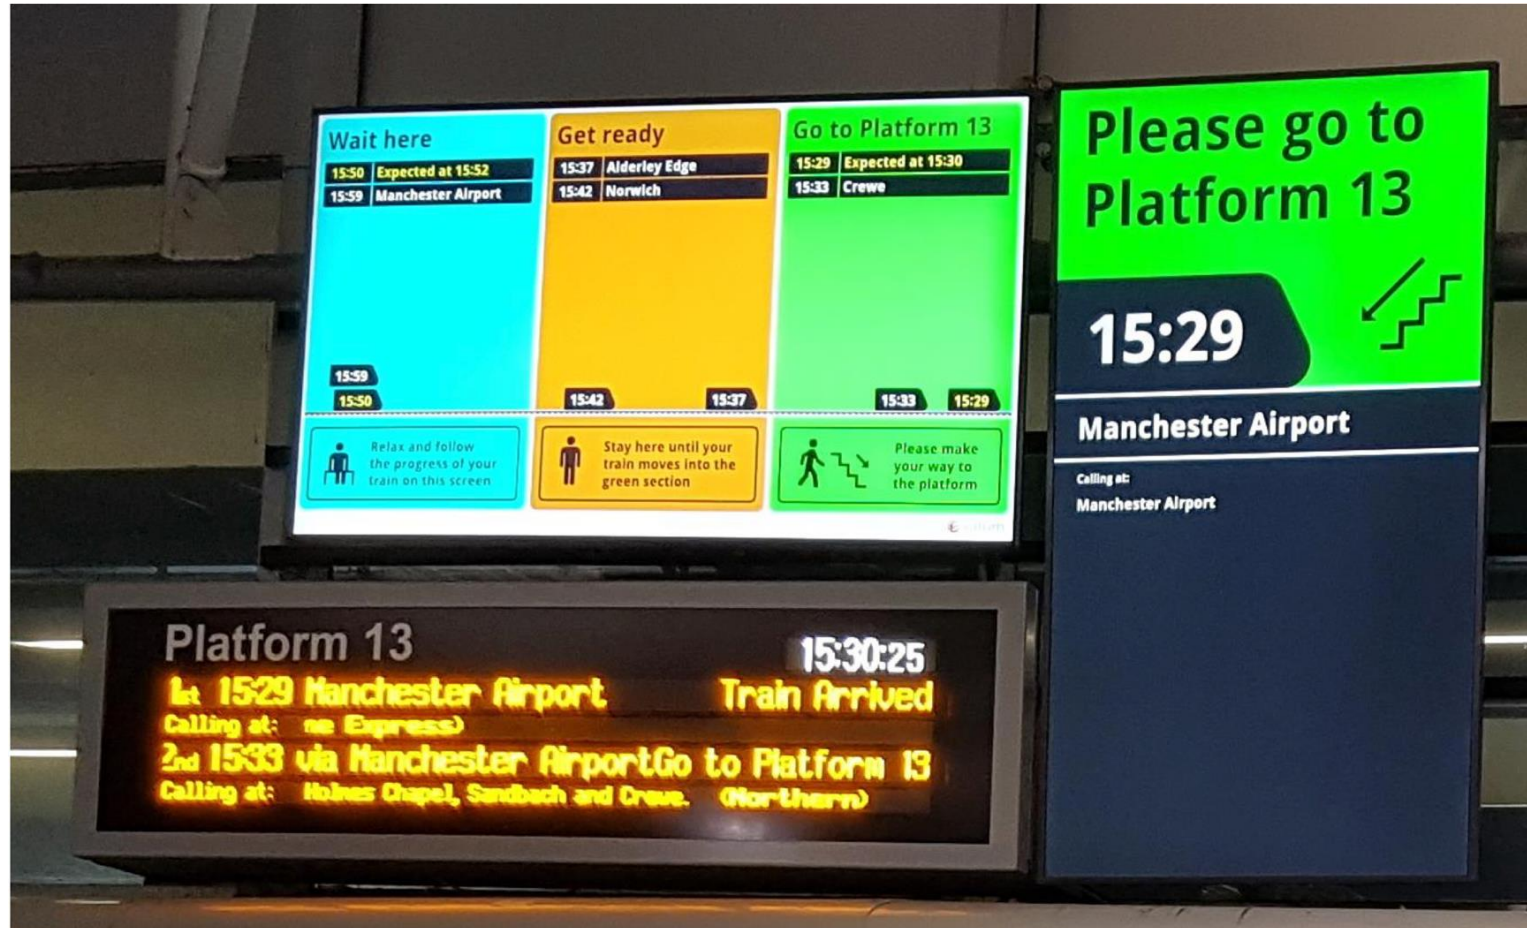 Wait here
15:50 Expected at 15:52
15:59 Manchester Airport
15:59
15:50
Relax and follow
the progress of your
train on this screen
Get ready
15:37 Alderley Edge
15:42 Norwich
15:42 15:37
Stay here until your
train moves into the
green section
Go to Platform 13
15:29 Expected at 15:30
15:33 Crewe
15:33 15:29
Please make
your way to
the platform
Please go to
Platform 13
15:29
Manchester Airport
Calling at:
Manchester Airport
Platform 13 15:30:25
1st 15:29 Manchester Airport Train Arrived
Calling at: ne Express)
2nd 15:33 via Manchester AirportGo to Platform 13
Calling at: Holmes Chapel, Sandbach and Crewe. (Northern)